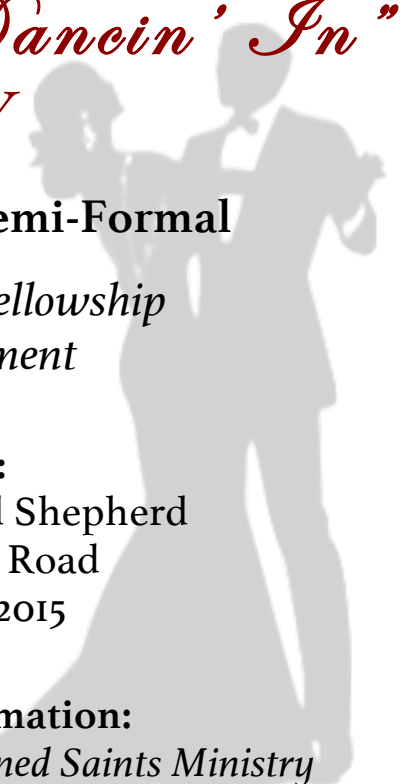 Dancin' In"
y
emi-Formal
ellowship
ment
:
d Shepherd
Road
2015
mation:
ned Saints Ministry